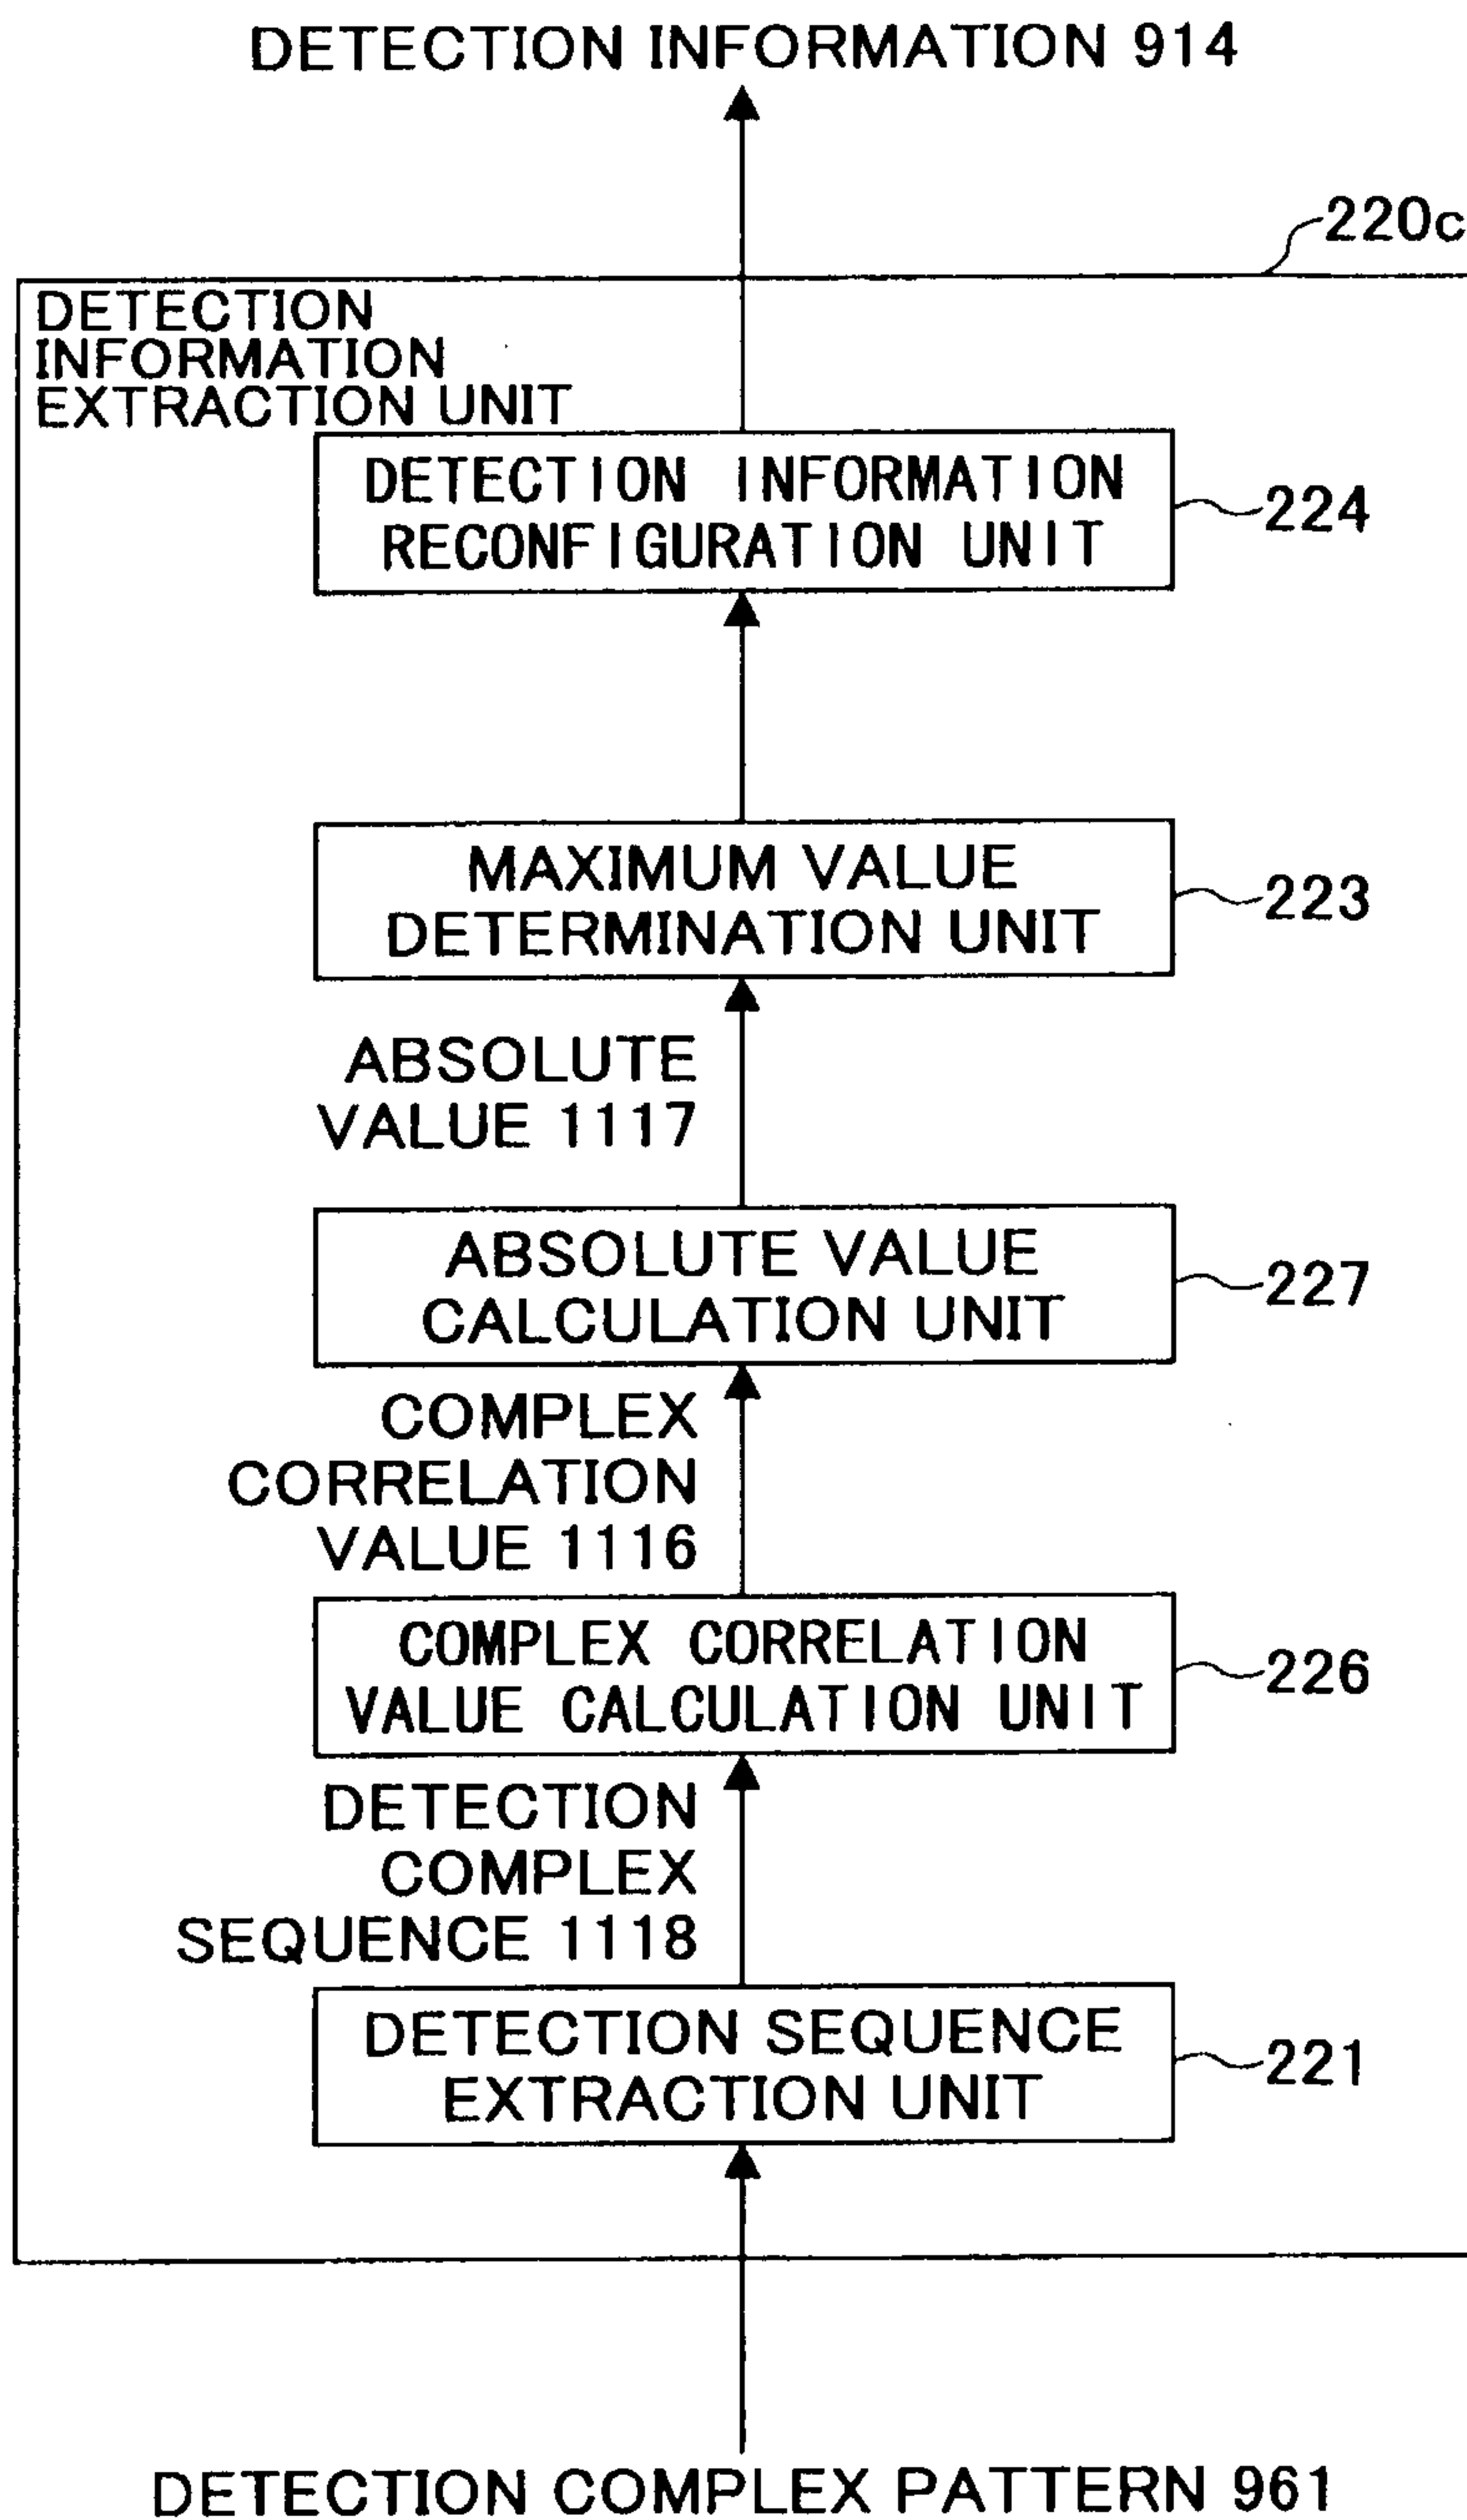 DETECTION INFORMATION 914
220c
DETECTION
INFORMATION
EXTRACTION UNIT
DETECTION INFORMATION
RECONFIGURATION UNIT
224
MAXIMUM VALUE
DETERMINATION UNIT
223
ABSOLUTE
VALUE 1117
ABSOLUTE VALUE
CALCULATION UNIT
227
COMPLEX
CORRELATION
VALUE 1116
COMPLEX CORRELATION
VALUE CALCULATION UNIT
226
DETECTION
COMPLEX
SEQUENCE 1118
DETECTION SEQUENCE
EXTRACTION UNIT
221
DETECTION COMPLEX PATTERN 961